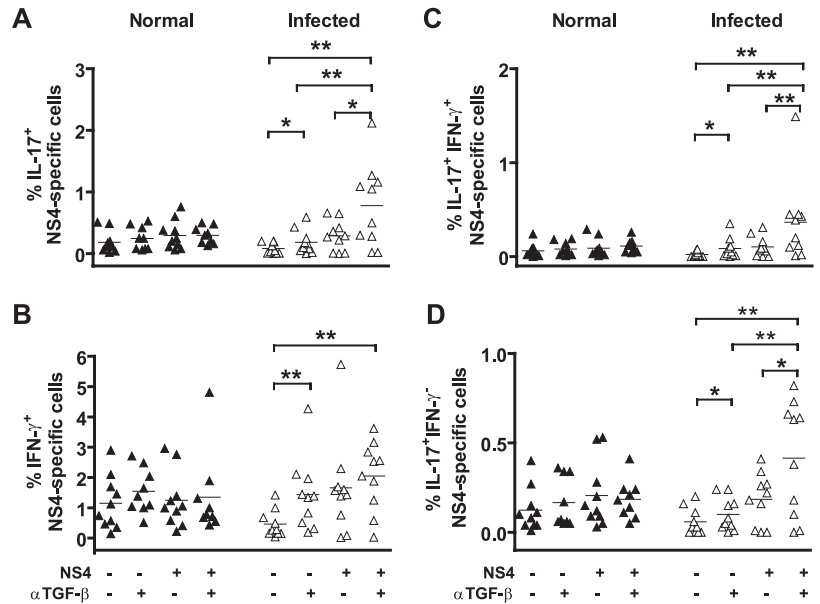 A
Normal Infected
** 
**
*
*
% IL-17⁺
NS4-specific cells
3
2
1
0
C
Normal Infected
**
**
**
*
% IL-17⁺ IFN-γ⁺
NS4-specific cells
2
1
0
B
**
**
% IFN-γ⁺
NS4-specific cells
6
5
4
3
2
1
0
NS4 - - + + - - + +
αTGF-β - + - + - + - +
D
**
**
*
*
% IL-17⁺IFN-γ⁻
NS4-specific cells
1.0
0.5
0.0
- - + + - - + + NS4
- + - + - + - + αTGF-β